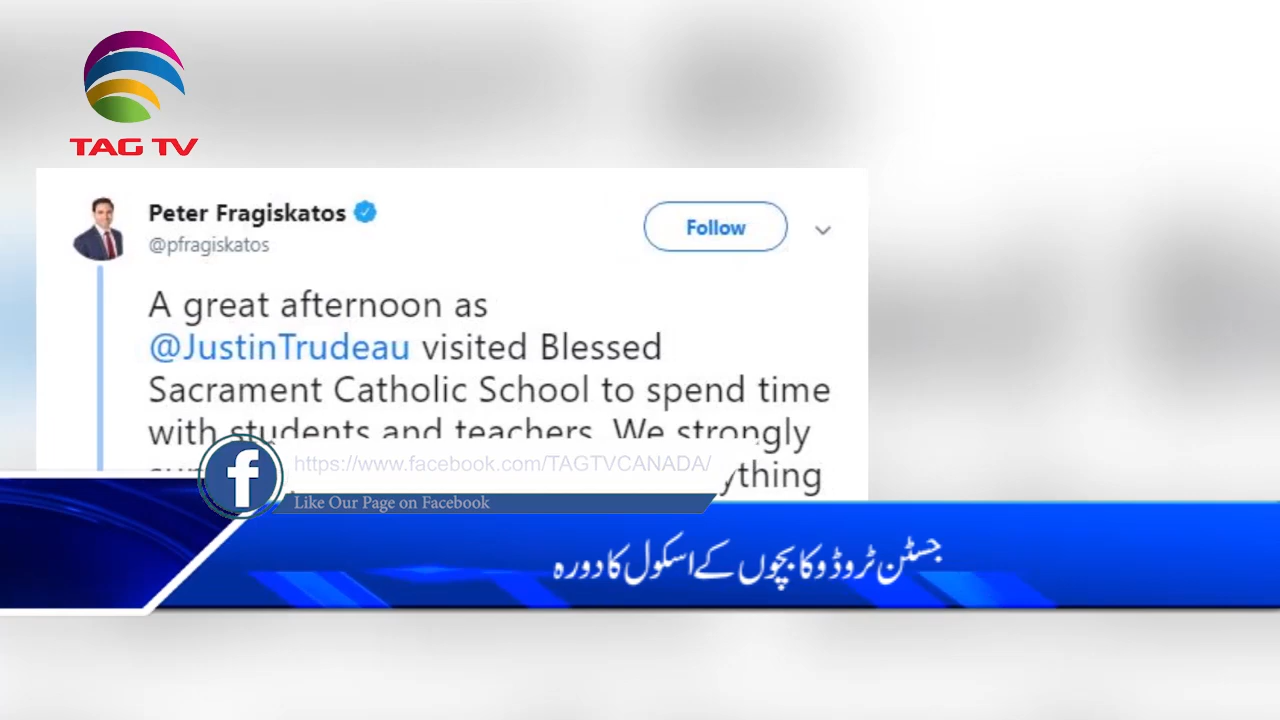 TAG TV
Peter Fragiskatos
@pfragiskatos
Follow
A great afternoon as
@JustinTrudeau visited Blessed
Sacrament Catholic School to spend time
with students and teachers. We strongly
https://www.facebook.com/TAGTVCANADA/
Like Our Page on Facebook
جسٹن ٹروڈو کا بچوں کے اسکول کا دورہ